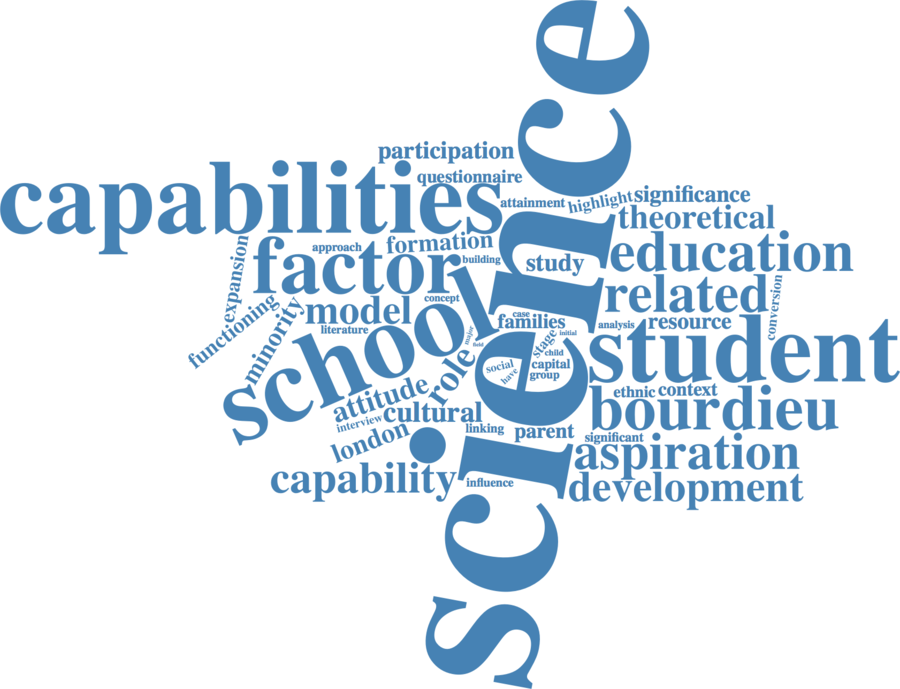 science
participation
capabilities
questionnaire
attainment
highlight
significance
theoretical
expansion
approach
formation
factor
building
study
education
functioning
minority
model
concept
related
conversion
literature
school
major
field
case
families
initial
analysis
resource
stage
child
student
social
have
capital
group
role
attitude
ethnic
context
bourdieu
interview
cultural
london
linking
parent
significant
aspiration
capability
influence
development